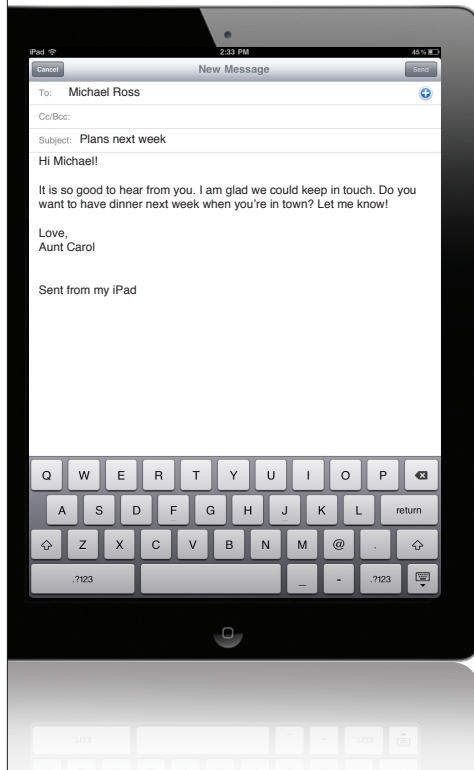 iPad 2:33 PM 45 %
Cancel New Message Send
To: Michael Ross
Cc/Bcc:
Subject: Plans next week
Hi Michael!
It is so good to hear from you. I am glad we could keep in touch. Do you
want to have dinner next week when you're in town? Let me know!
Love,
Aunt Carol
Sent from my iPad
Q W E R T Y U I O P
A S D F G H J K L return
Z X C V B N M @ .
.?123 _ - .?123